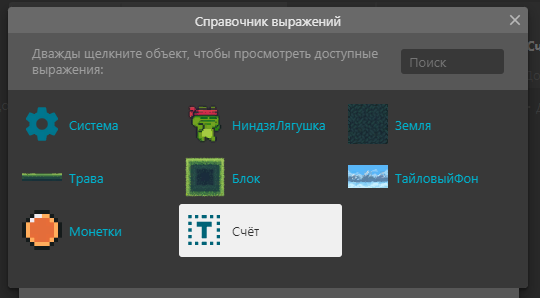 Справочник выражений
Дважды щелкните объект, чтобы просмотреть доступные
выражения:
Поиск
Система
НиндзяЛягушка
Земля
Трава
Блок
ТайловыйФон
Монетки
T
Счёт